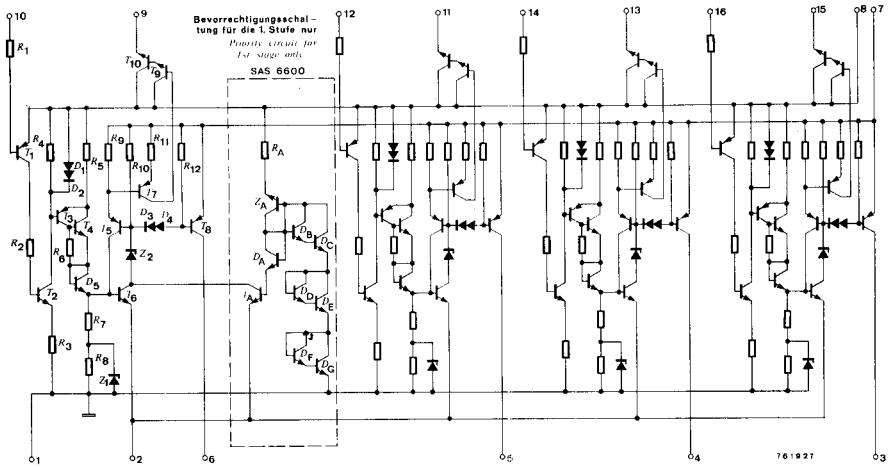 10
9
Bevorrechtigungsschal-
tung für die 1. Stufe nur
Priority circuit for
1st stage only
SAS 6600
12
11
14
13
16
15
8
7
R1
T10
T9
T1
R4
D1
D2
R5
R9
R10
R11
R12
T7
RA
T3
T4
T5
D3
D4
T8
ZA
DB
DC
R2
R6
Z2
DA
T2
D5
T6
TA
DD
DE
R3
R7
R8
Z1
DF
DG
1
2
6
5
4
3
761927